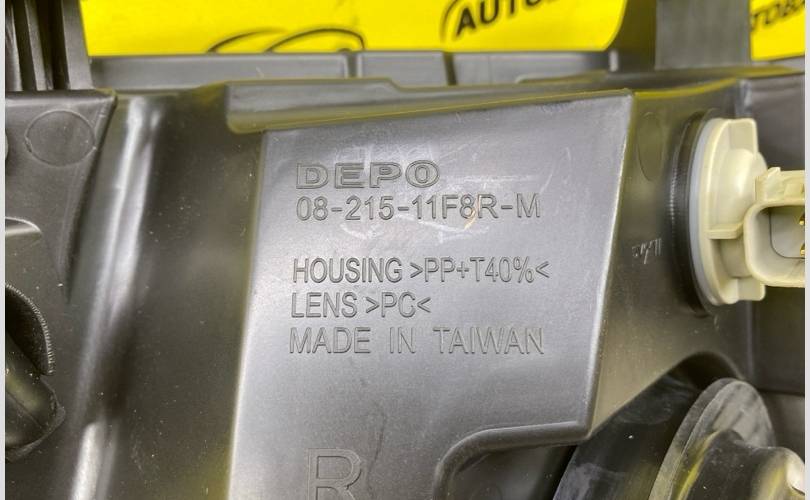 DEPO
08-215-11F8R-M
HOUSING >PP+T40%<
LENS >PC<
MADE IN TAIWAN
R